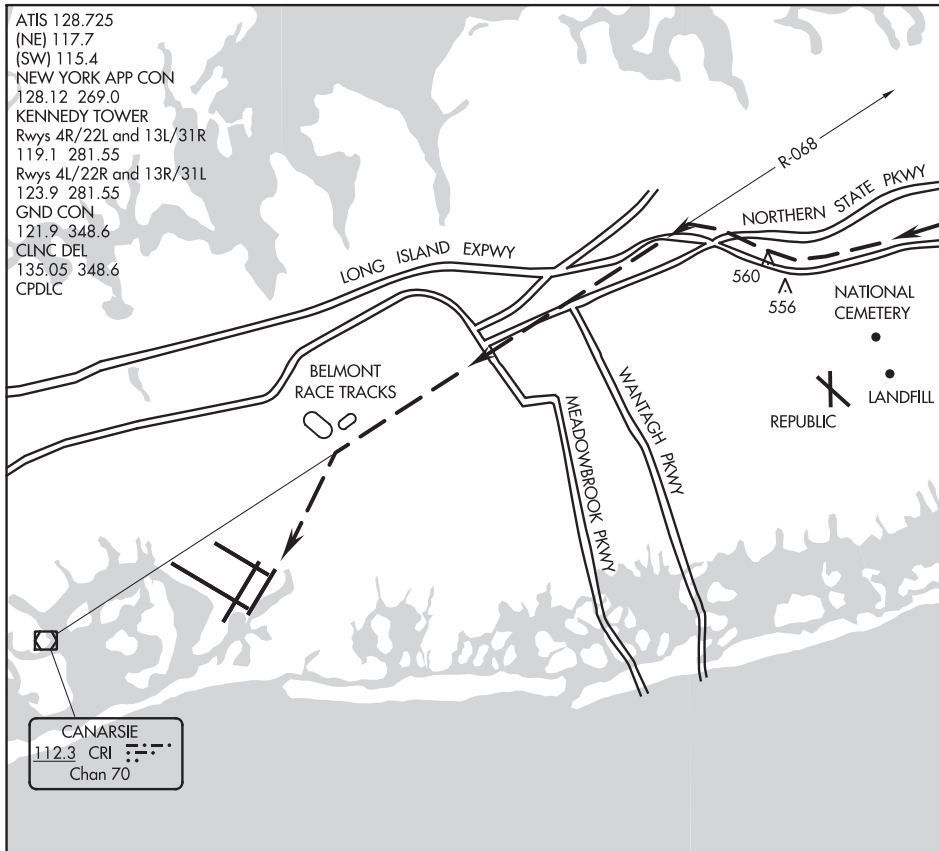 ATIS 128.725
(NE) 117.7
(SW) 115.4
NEW YORK APP CON
128.12 269.0
KENNEDY TOWER
Rwys 4R/22L and 13L/31R
119.1 281.55
Rwys 4L/22R and 13R/31L
123.9 281.55
GND CON
121.9 348.6
CLNC DEL
135.05 348.6
CPDLC
R-068
NORTHERN STATE PKWY
LONG ISLAND EXPWY
560
556
NATIONAL
CEMETERY
LANDFILL
REPUBLIC
BELMONT
RACE TRACKS
WANTAGH PKWY
MEADOWBROOK PKWY
CANARSIE
112.3 CRI
Chan 70